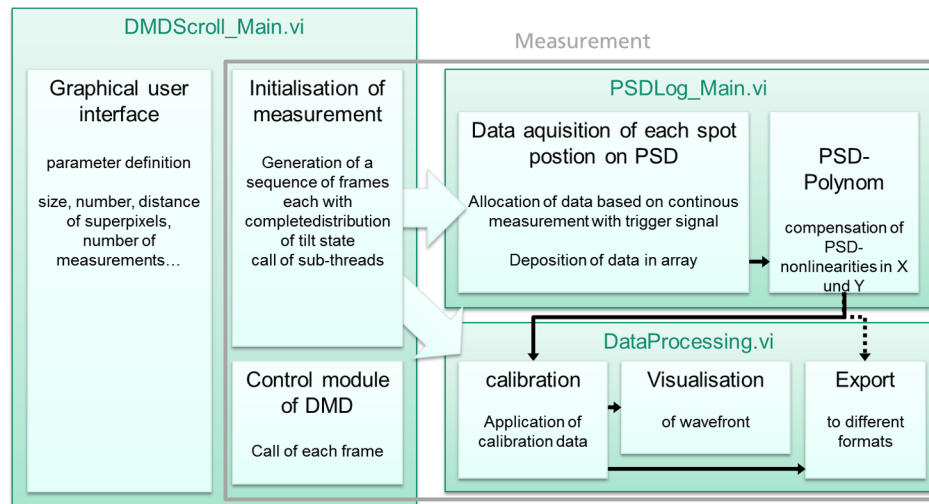 DMDScroll_Main.vi
Measurement
Graphical user
interface
parameter definition
size, number, distance
of superpixels,
number of
measurements…
Initialisation of
measurement
Generation of a
sequence of frames
each with
completedistribution
of tilt state
call of sub-threads
Control module
of DMD
Call of each frame
PSDLog_Main.vi
Data aquisition of each spot
postion on PSD
Allocation of data based on continous
measurement with trigger signal
Deposition of data in array
PSD-
Polynom
compensation of
PSD-
nonlinearities in X
und Y
DataProcessing.vi
calibration
Application of
calibration data
Visualisation
of wavefront
Export
to different
formats